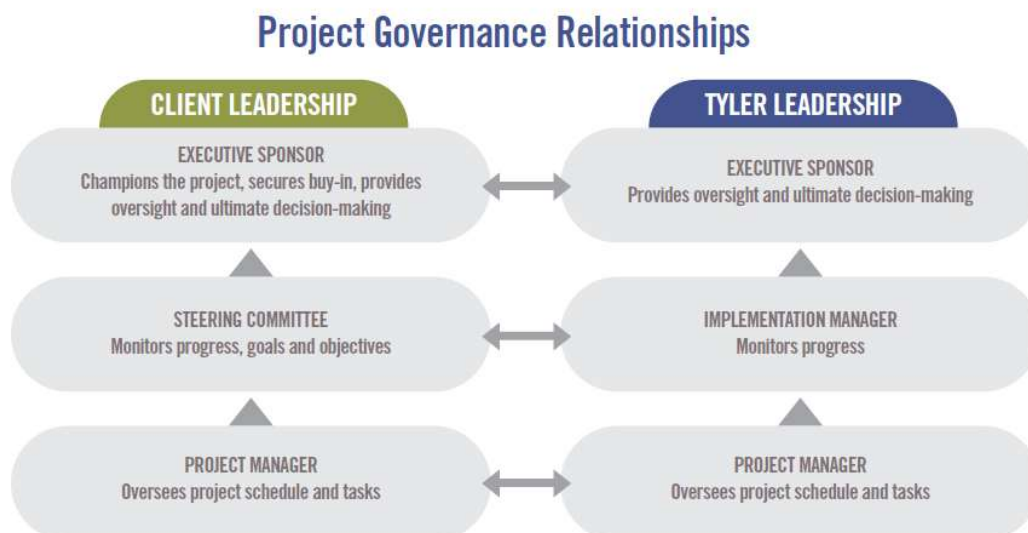 Project Governance Relationships
CLIENT LEADERSHIP
EXECUTIVE SPONSOR
Champions the project, secures buy-in, provides
oversight and ultimate decision-making
STEERING COMMITTEE
Monitors progress, goals and objectives
PROJECT MANAGER
Oversees project schedule and tasks
TYLER LEADERSHIP
EXECUTIVE SPONSOR
Provides oversight and ultimate decision-making
IMPLEMENTATION MANAGER
Monitors progress
PROJECT MANAGER
Oversees project schedule and tasks